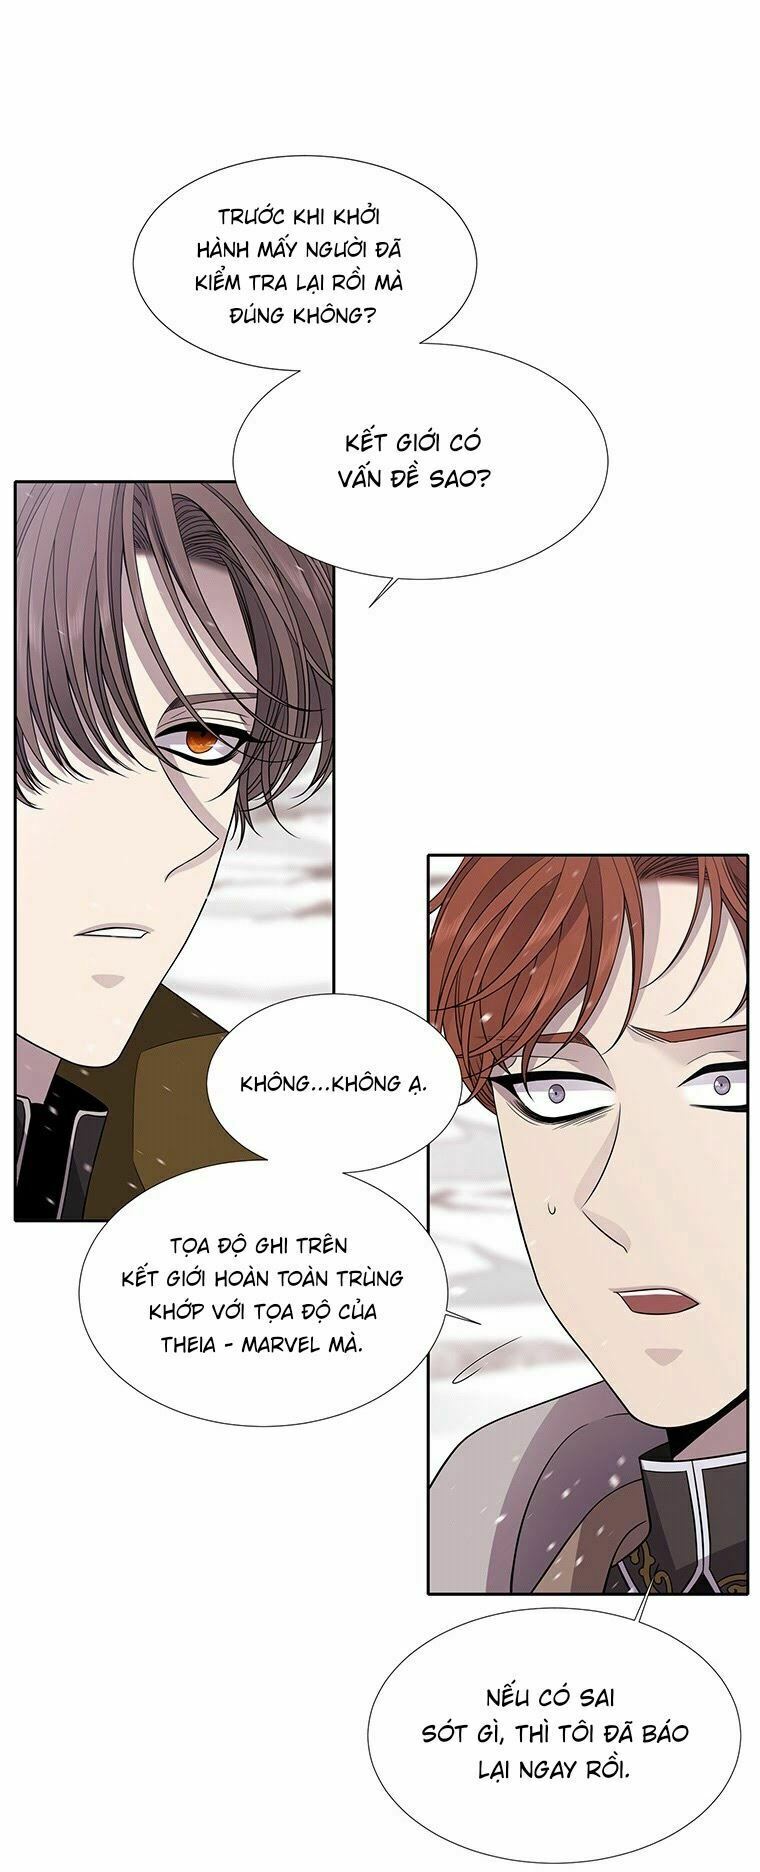 TRƯỚC KHI KHỞI
HÀNH MẤY NGƯỜI ĐÃ
KIỂM TRA LẠI RỒI MÀ
ĐÚNG KHÔNG?
KẾT GIỚI CÓ
VẤN ĐỀ SAO?
KHÔNG...KHÔNG Ạ.
TỌA ĐỘ GHI TRÊN
KẾT GIỚI HOÀN TOÀN TRÙNG
KHỚP VỚI TỌA ĐỘ CỦA
THEIA - MARVEL MÀ.
NẾU CÓ SAI
SÓT GÌ, THÌ TÔI ĐÃ BÁO
LẠI NGAY RỒI.